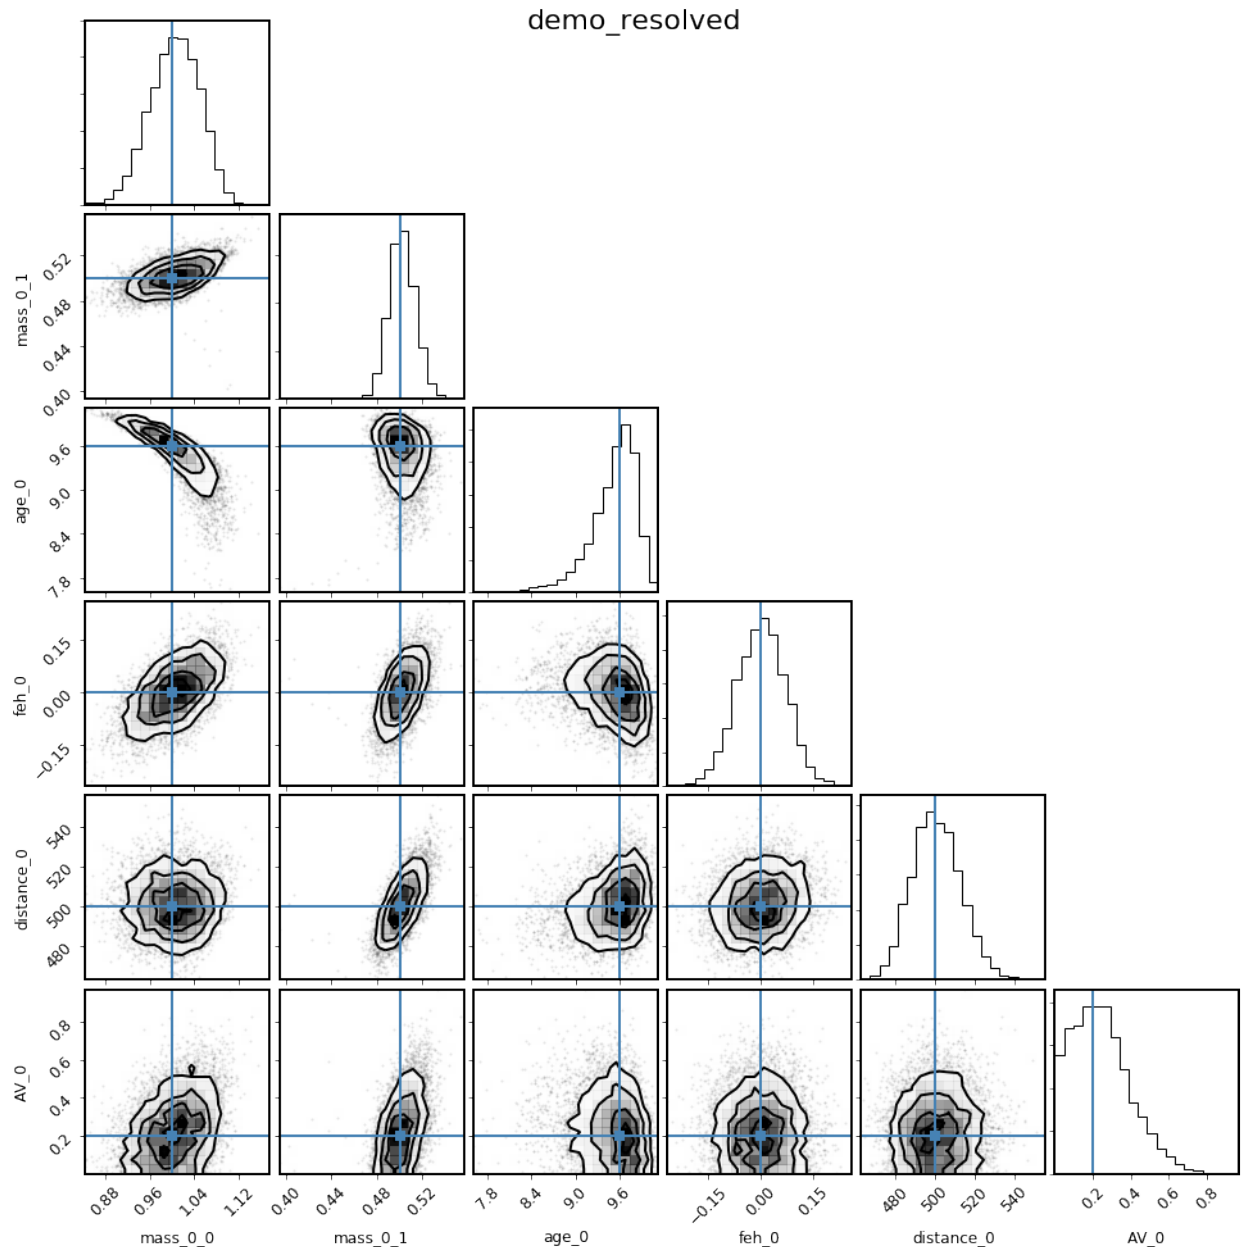 demo_resolved
mass_0_1
0.52
0.48
0.44
0.40
age_0
9.6
9.0
8.4
7.8
feh_0
0.15
0.00
−0.15
distance_0
540
520
500
480
AV_0
0.8
0.6
0.4
0.2
0.88 0.96 1.04 1.12 0.40 0.44 0.48 0.52 7.8 8.4 9.0 9.6 −0.15 0.00 0.15 480 500 520 540 0.2 0.4 0.6 0.8
mass_0_0 mass_0_1 age_0 feh_0 distance_0 AV_0